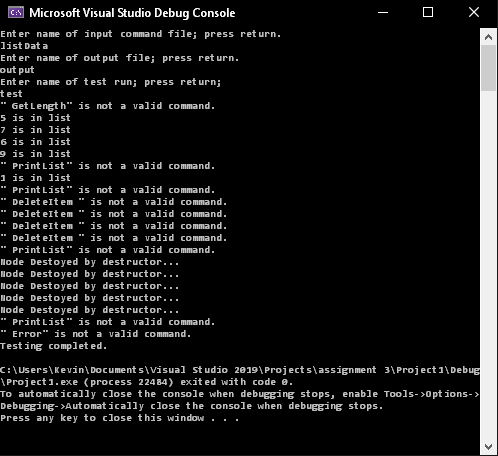 Microsoft Visual Studio Debug Console
Enter name of input command file; press return.
listData
Enter name of output file; press return.
output
Enter name of test run; press return;
test
" GetLength" is not a valid command.
5 is in list
7 is in list
6 is in list
9 is in list
" PrintList" is not a valid command.
1 is in list
" PrintList" is not a valid command.
" DeleteItem " is not a valid command.
" DeleteItem " is not a valid command.
" DeleteItem " is not a valid command.
" DeleteItem " is not a valid command.
" PrintList" is not a valid command.
Node Destoyed by destructor...
Node Destoyed by destructor...
Node Destoyed by destructor...
Node Destoyed by destructor...
Node Destoyed by destructor...
" PrintList" is not a valid command.
" Error" is not a valid command.
Testing completed.
C:\Users\Kevin\Documents\Visual Studio 2019\Projects\assignment 3\Project1\Debug
\Project1.exe (process 22484) exited with code 0.
To automatically close the console when debugging stops, enable Tools->Options->
Debugging->Automatically close the console when debugging stops.
Press any key to close this window . . .